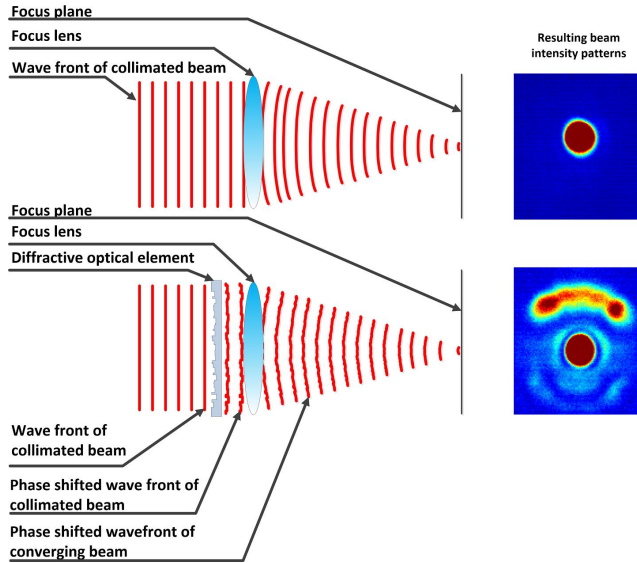 Focus plane
Focus lens
Wave front of collimated beam
Resulting beam
intensity patterns
Focus plane
Focus lens
Diffractive optical element
Wave front of
collimated beam
Phase shifted wave front of
collimated beam
Phase shifted wavefront of
converging beam